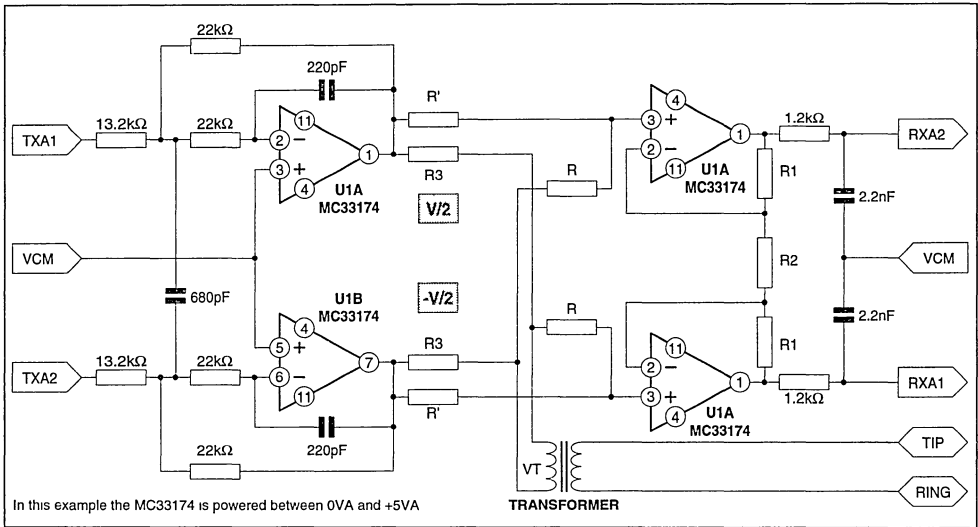 22kΩ
220pF
13.2kΩ
22kΩ
TXA1
11
2
−
3
+
4
1
U1A
MC33174
R'
R3
V/2
4
3
+
2
−
11
1
U1A
MC33174
1.2kΩ
RXA2
R
R1
2.2nF
VCM
R2
VCM
680pF
U1B
MC33174
-V/2
R
2.2nF
4
5
+
6
−
11
7
R3
R'
TXA2
13.2kΩ
22kΩ
220pF
22kΩ
11
2
−
3
+
4
1
R1
U1A
MC33174
1.2kΩ
RXA1
VT
TRANSFORMER
TIP
RING
In this example the MC33174 is powered between 0VA and +5VA